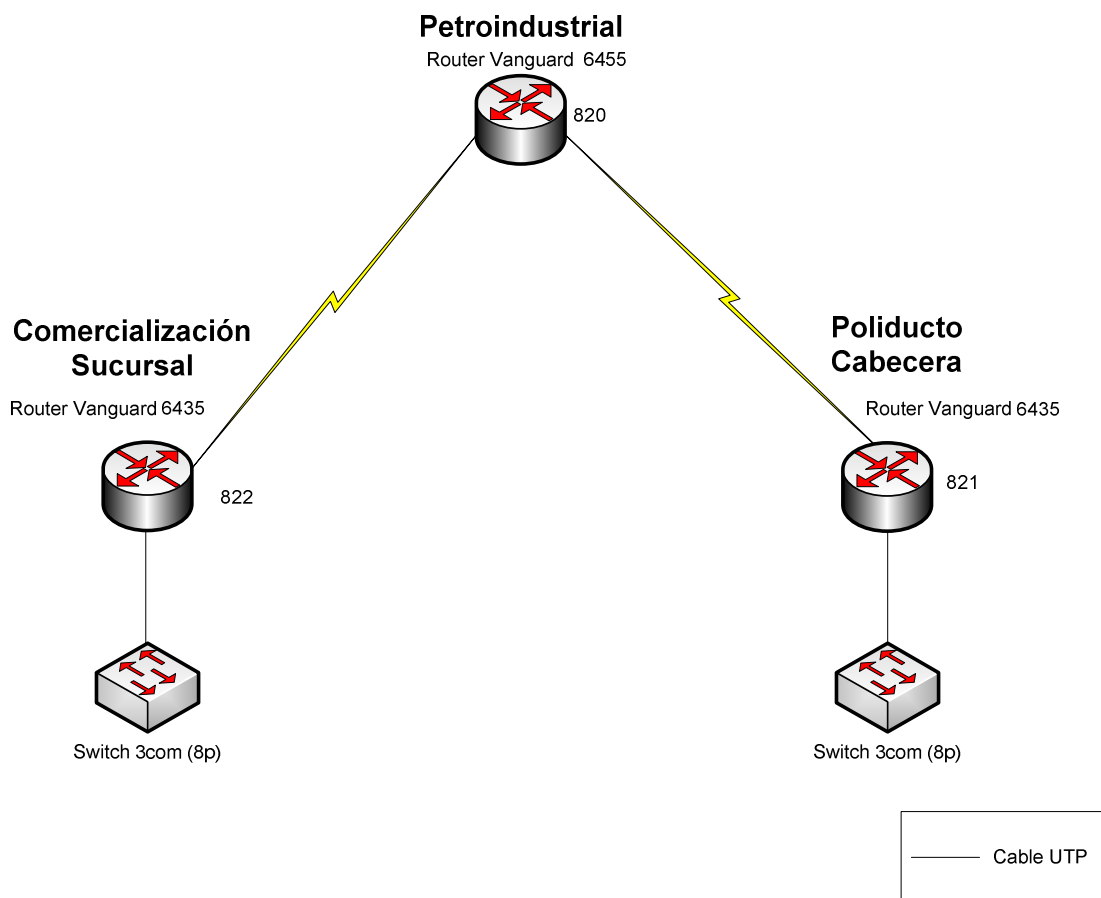 Petroindustrial
Router Vanguard 6455
820
Comercialización
Sucursal
Router Vanguard 6435
822
Poliducto
Cabecera
Router Vanguard 6435
821
Switch 3com (8p)
Switch 3com (8p)
Cable UTP